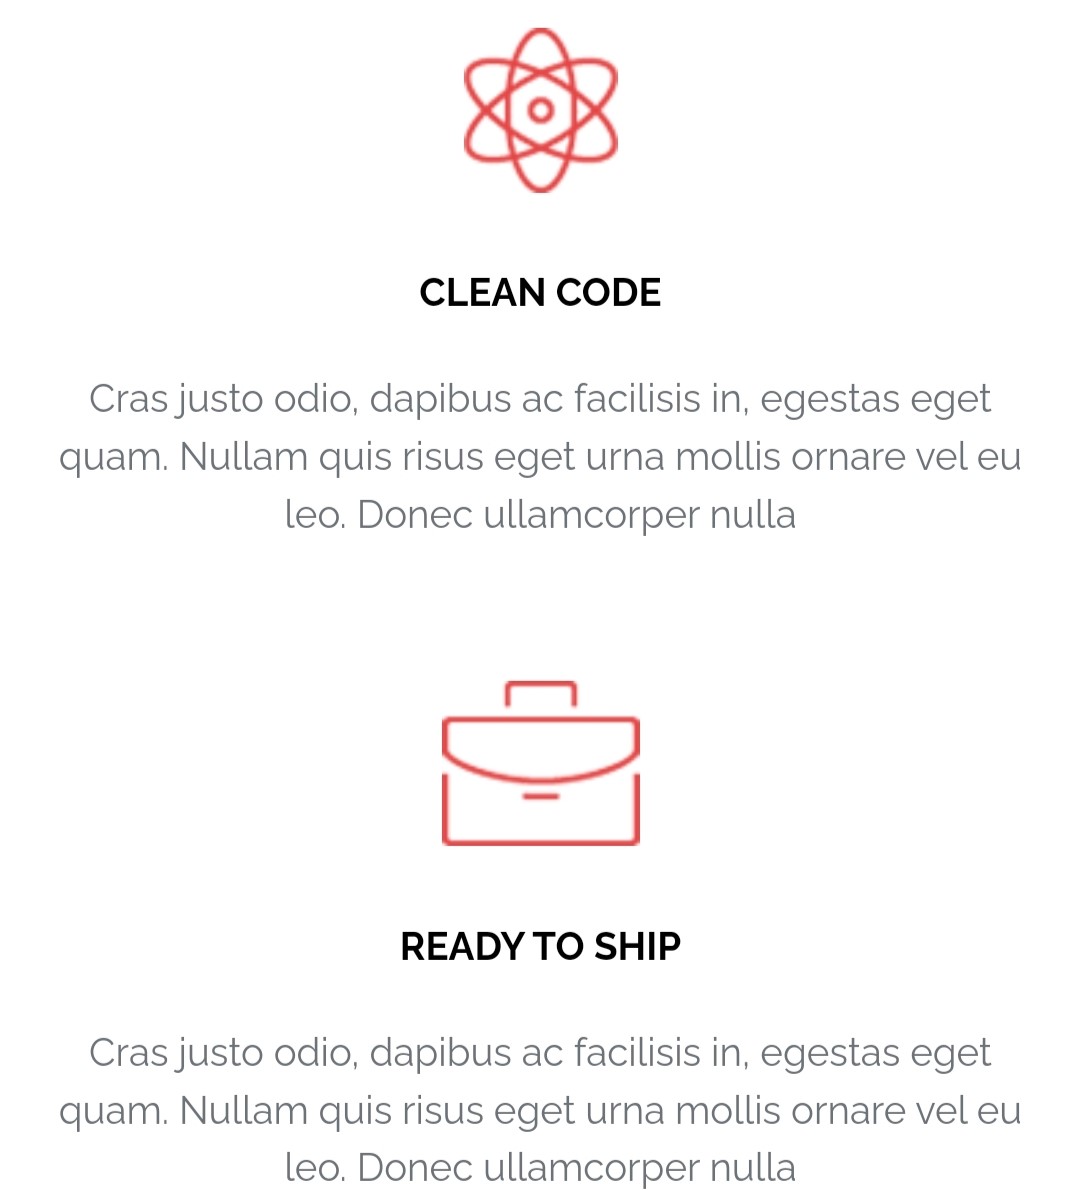 CLEAN CODE
Cras justo odio, dapibus ac facilisis in, egestas eget
quam. Nullam quis risus eget urna mollis ornare vel eu
leo. Donec ullamcorper nulla
READY TO SHIP
Cras justo odio, dapibus ac facilisis in, egestas eget
quam. Nullam quis risus eget urna mollis ornare vel eu
leo. Donec ullamcorper nulla